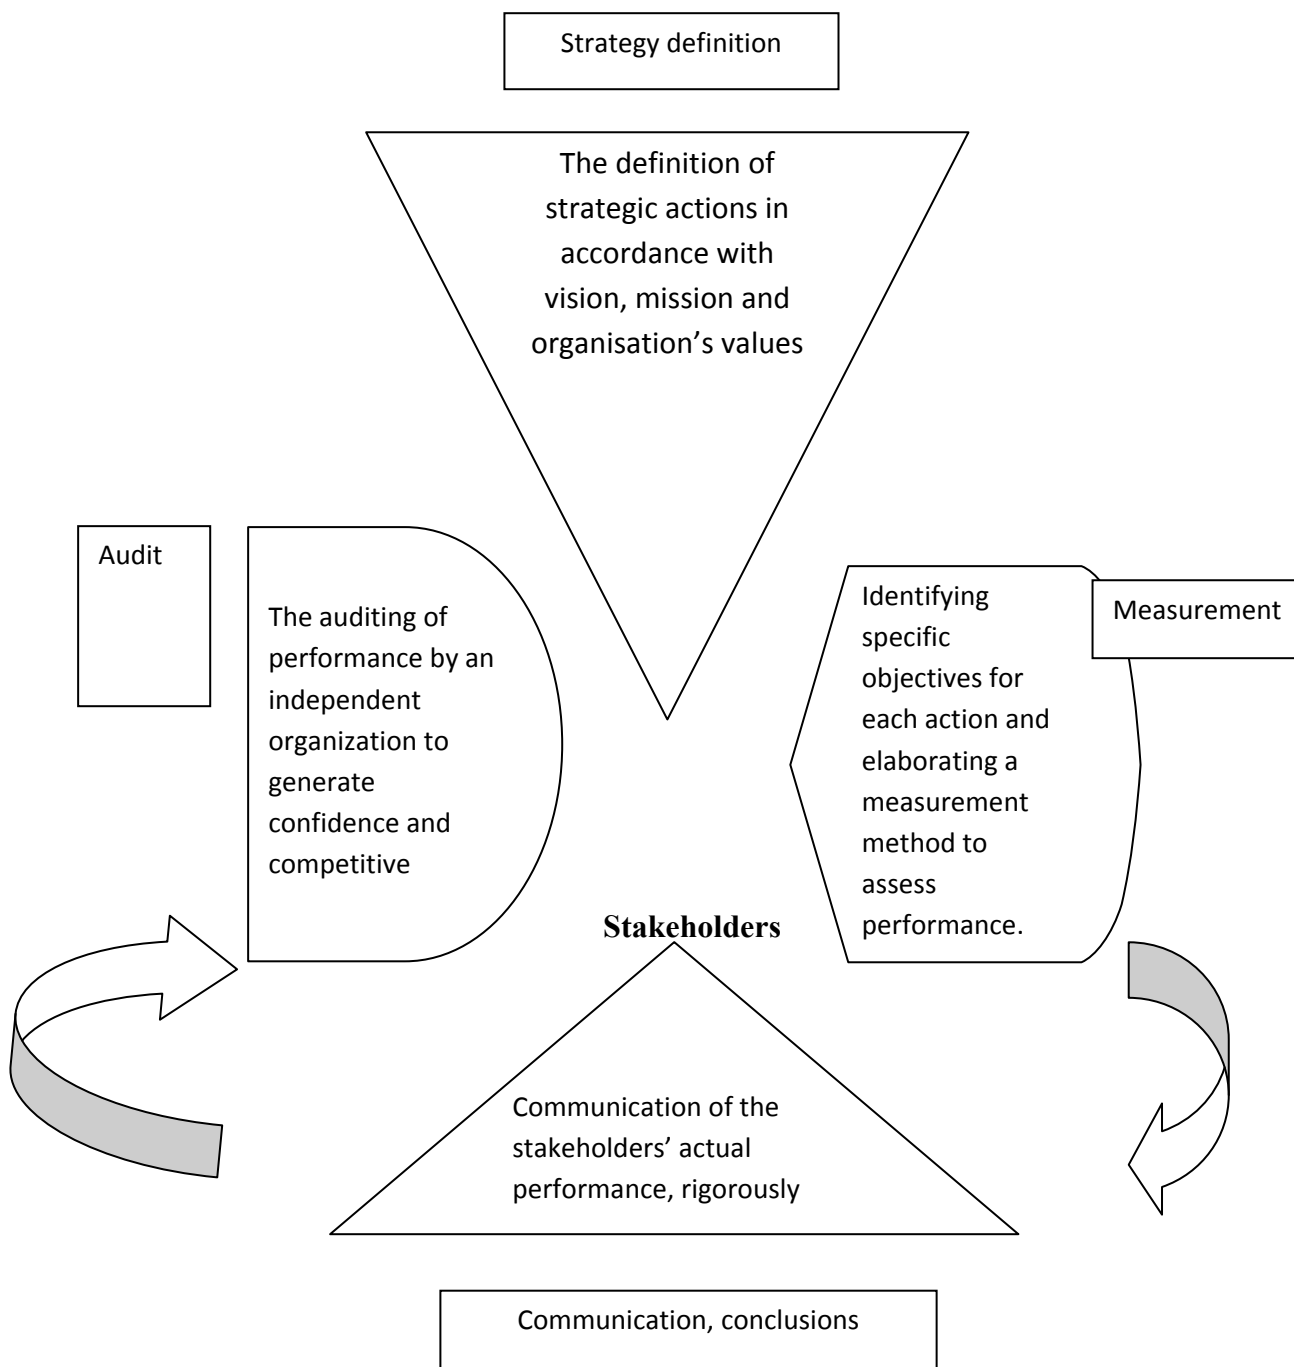 Strategy definition
The definition of
strategic actions in
accordance with
vision, mission and
organisation’s values
Audit
The auditing of
performance by an
independent
organization to
generate
confidence and
competitive
Identifying
specific
objectives for
each action and
elaborating a
measurement
method to
assess
performance.
Measurement
Stakeholders
Communication of the
stakeholders’ actual
performance, rigorously
Communication, conclusions